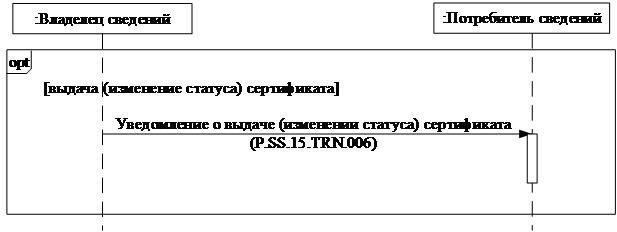 :Владелец сведений
:Потребитель сведений
opt
[выдача (изменение статуса) сертификата]
Уведомление о выдаче (изменении статуса) сертификата
(P.SS.15.TRN.006)